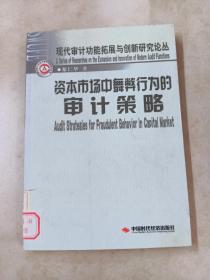 现代审计功能拓展与创新研究论丛
A Series of Researches on the Extension and Innovation of Modern Audit Functions
资本市场中舞弊行为的
审计策略
Audit Strategies for Fraudulent Behavior in Capital Market
中国时代经济出版社